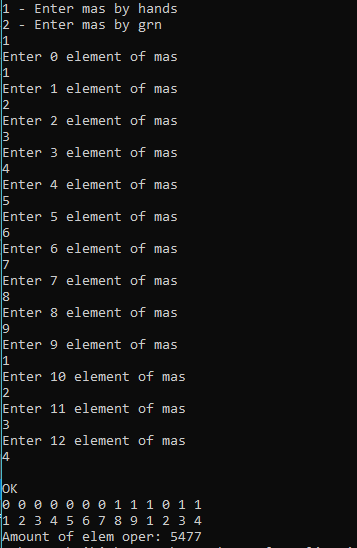 1 - Enter mas by hands
2 - Enter mas by grn
1
Enter 0 element of mas
1
Enter 1 element of mas
2
Enter 2 element of mas
3
Enter 3 element of mas
4
Enter 4 element of mas
5
Enter 5 element of mas
6
Enter 6 element of mas
7
Enter 7 element of mas
8
Enter 8 element of mas
9
Enter 9 element of mas
1
Enter 10 element of mas
2
Enter 11 element of mas
3
Enter 12 element of mas
4
OK
0 0 0 0 0 0 0 1 1 1 0 1 1
1 2 3 4 5 6 7 8 9 1 2 3 4
Amount of elem oper: 5477